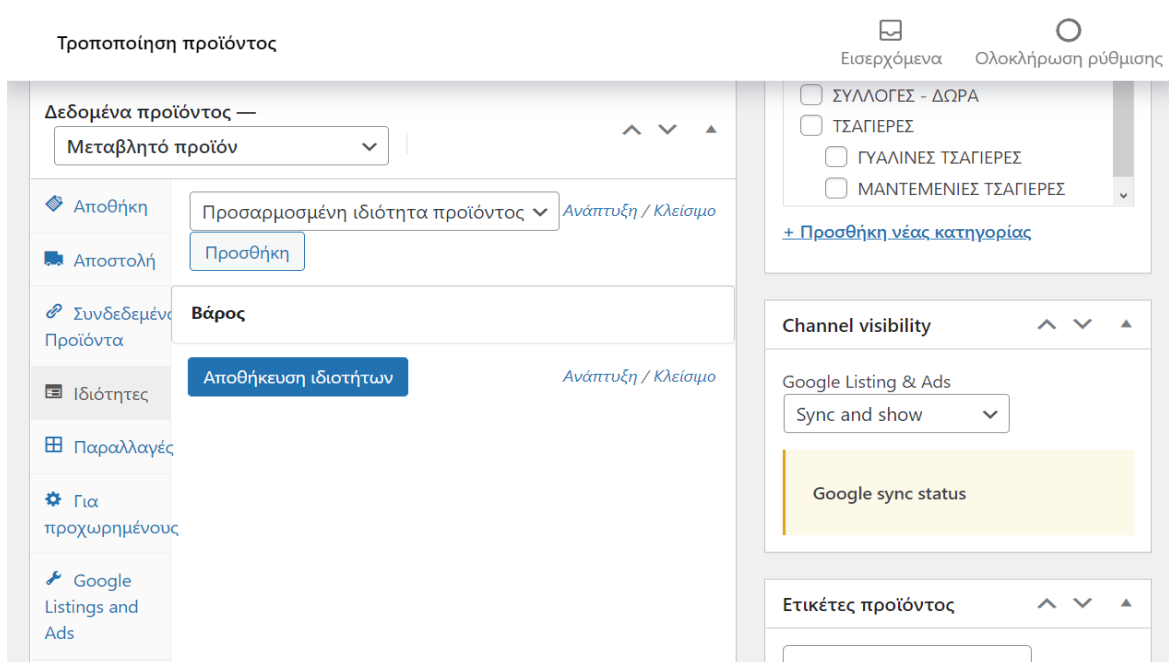 Τροποποίηση προϊόντος
Εισερχόμενα
Ολοκλήρωση ρύθμισης
Δεδομένα προϊόντος —
Μεταβλητό προϊόν
Αποθήκη
Αποστολή
Συνδεδεμένα
Προϊόντα
Ιδιότητες
Παραλλαγές
Για
προχωρημένους
Google
Listings and
Ads
Προσαρμοσμένη ιδιότητα προϊόντος
Ανάπτυξη / Κλείσιμο
Προσθήκη
Βάρος
Αποθήκευση ιδιοτήτων
Ανάπτυξη / Κλείσιμο
ΣΥΛΛΟΓΕΣ - ΔΩΡΑ
ΤΣΑΓΙΕΡΕΣ
ΓΥΑΛΙΝΕΣ ΤΣΑΓΙΕΡΕΣ
ΜΑΝΤΕΜΕΝΙΕΣ ΤΣΑΓΙΕΡΕΣ
+ Προσθήκη νέας κατηγορίας
Channel visibility
Google Listing & Ads
Sync and show
Google sync status
Ετικέτες προϊόντος